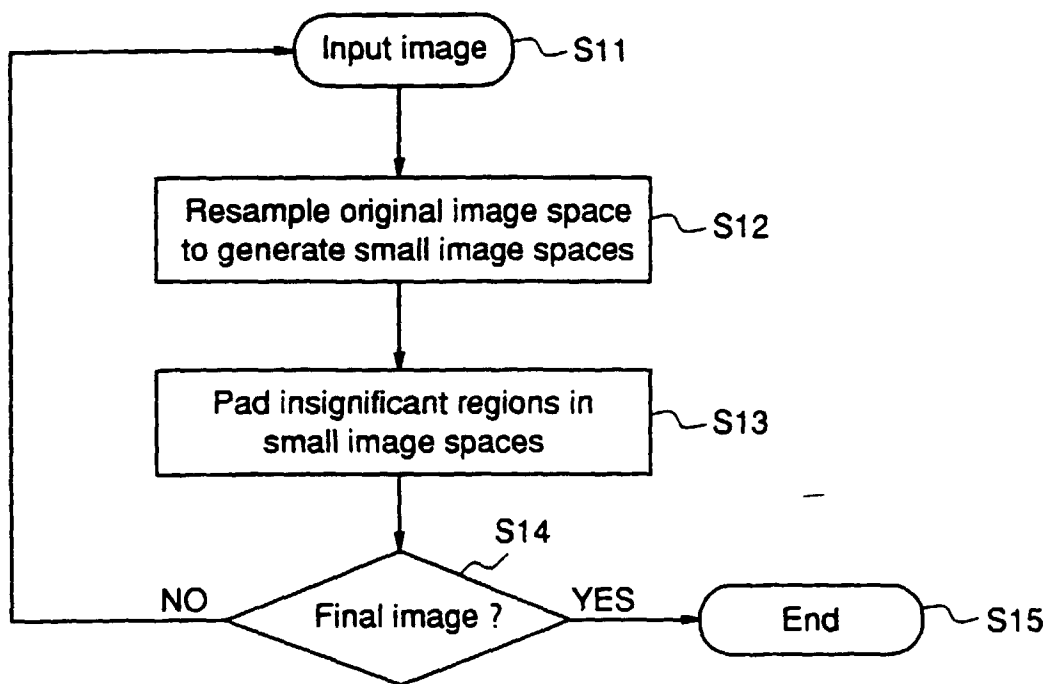 Input image
S11
Resample original image space
to generate small image spaces
S12
Pad insignificant regions in
small image spaces
S13
S14
NO
Final image ?
YES
End
S15